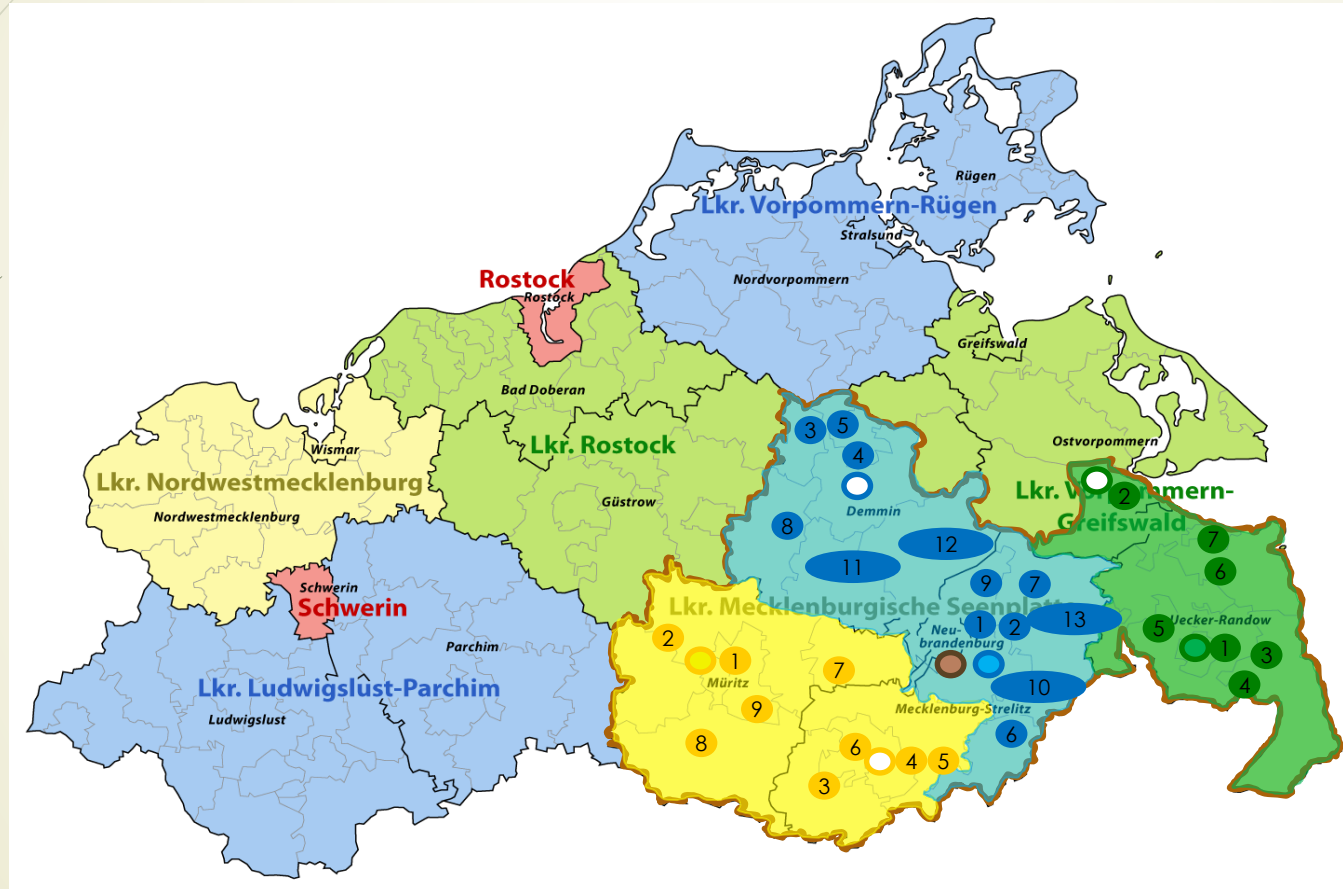 Rügen
Lkr. Vorpommern-Rügen
Stralsund
Nordvorpommern
Rostock
Rostock
Greifswald
Bad Doberan
Ostvorpommern
Lkr. Rostock
Wismar
Lkr. Nordwestmecklenburg
Nordwestmecklenburg
Güstrow
Demmin
Lkr. Vorpommern-
Greifswald
Schwerin
Schwerin
Lkr. Mecklenburgische Seenplatte
Neu-
brandenburg
Uecker-Randow
Parchim
Müritz
Lkr. Ludwigslust-Parchim
Ludwigslust
Mecklenburg-Strelitz
3
5
4
8
12
11
9
7
1
2
13
10
6
2
1
7
9
8
6
4
5
3
2
7
6
5
1
3
4